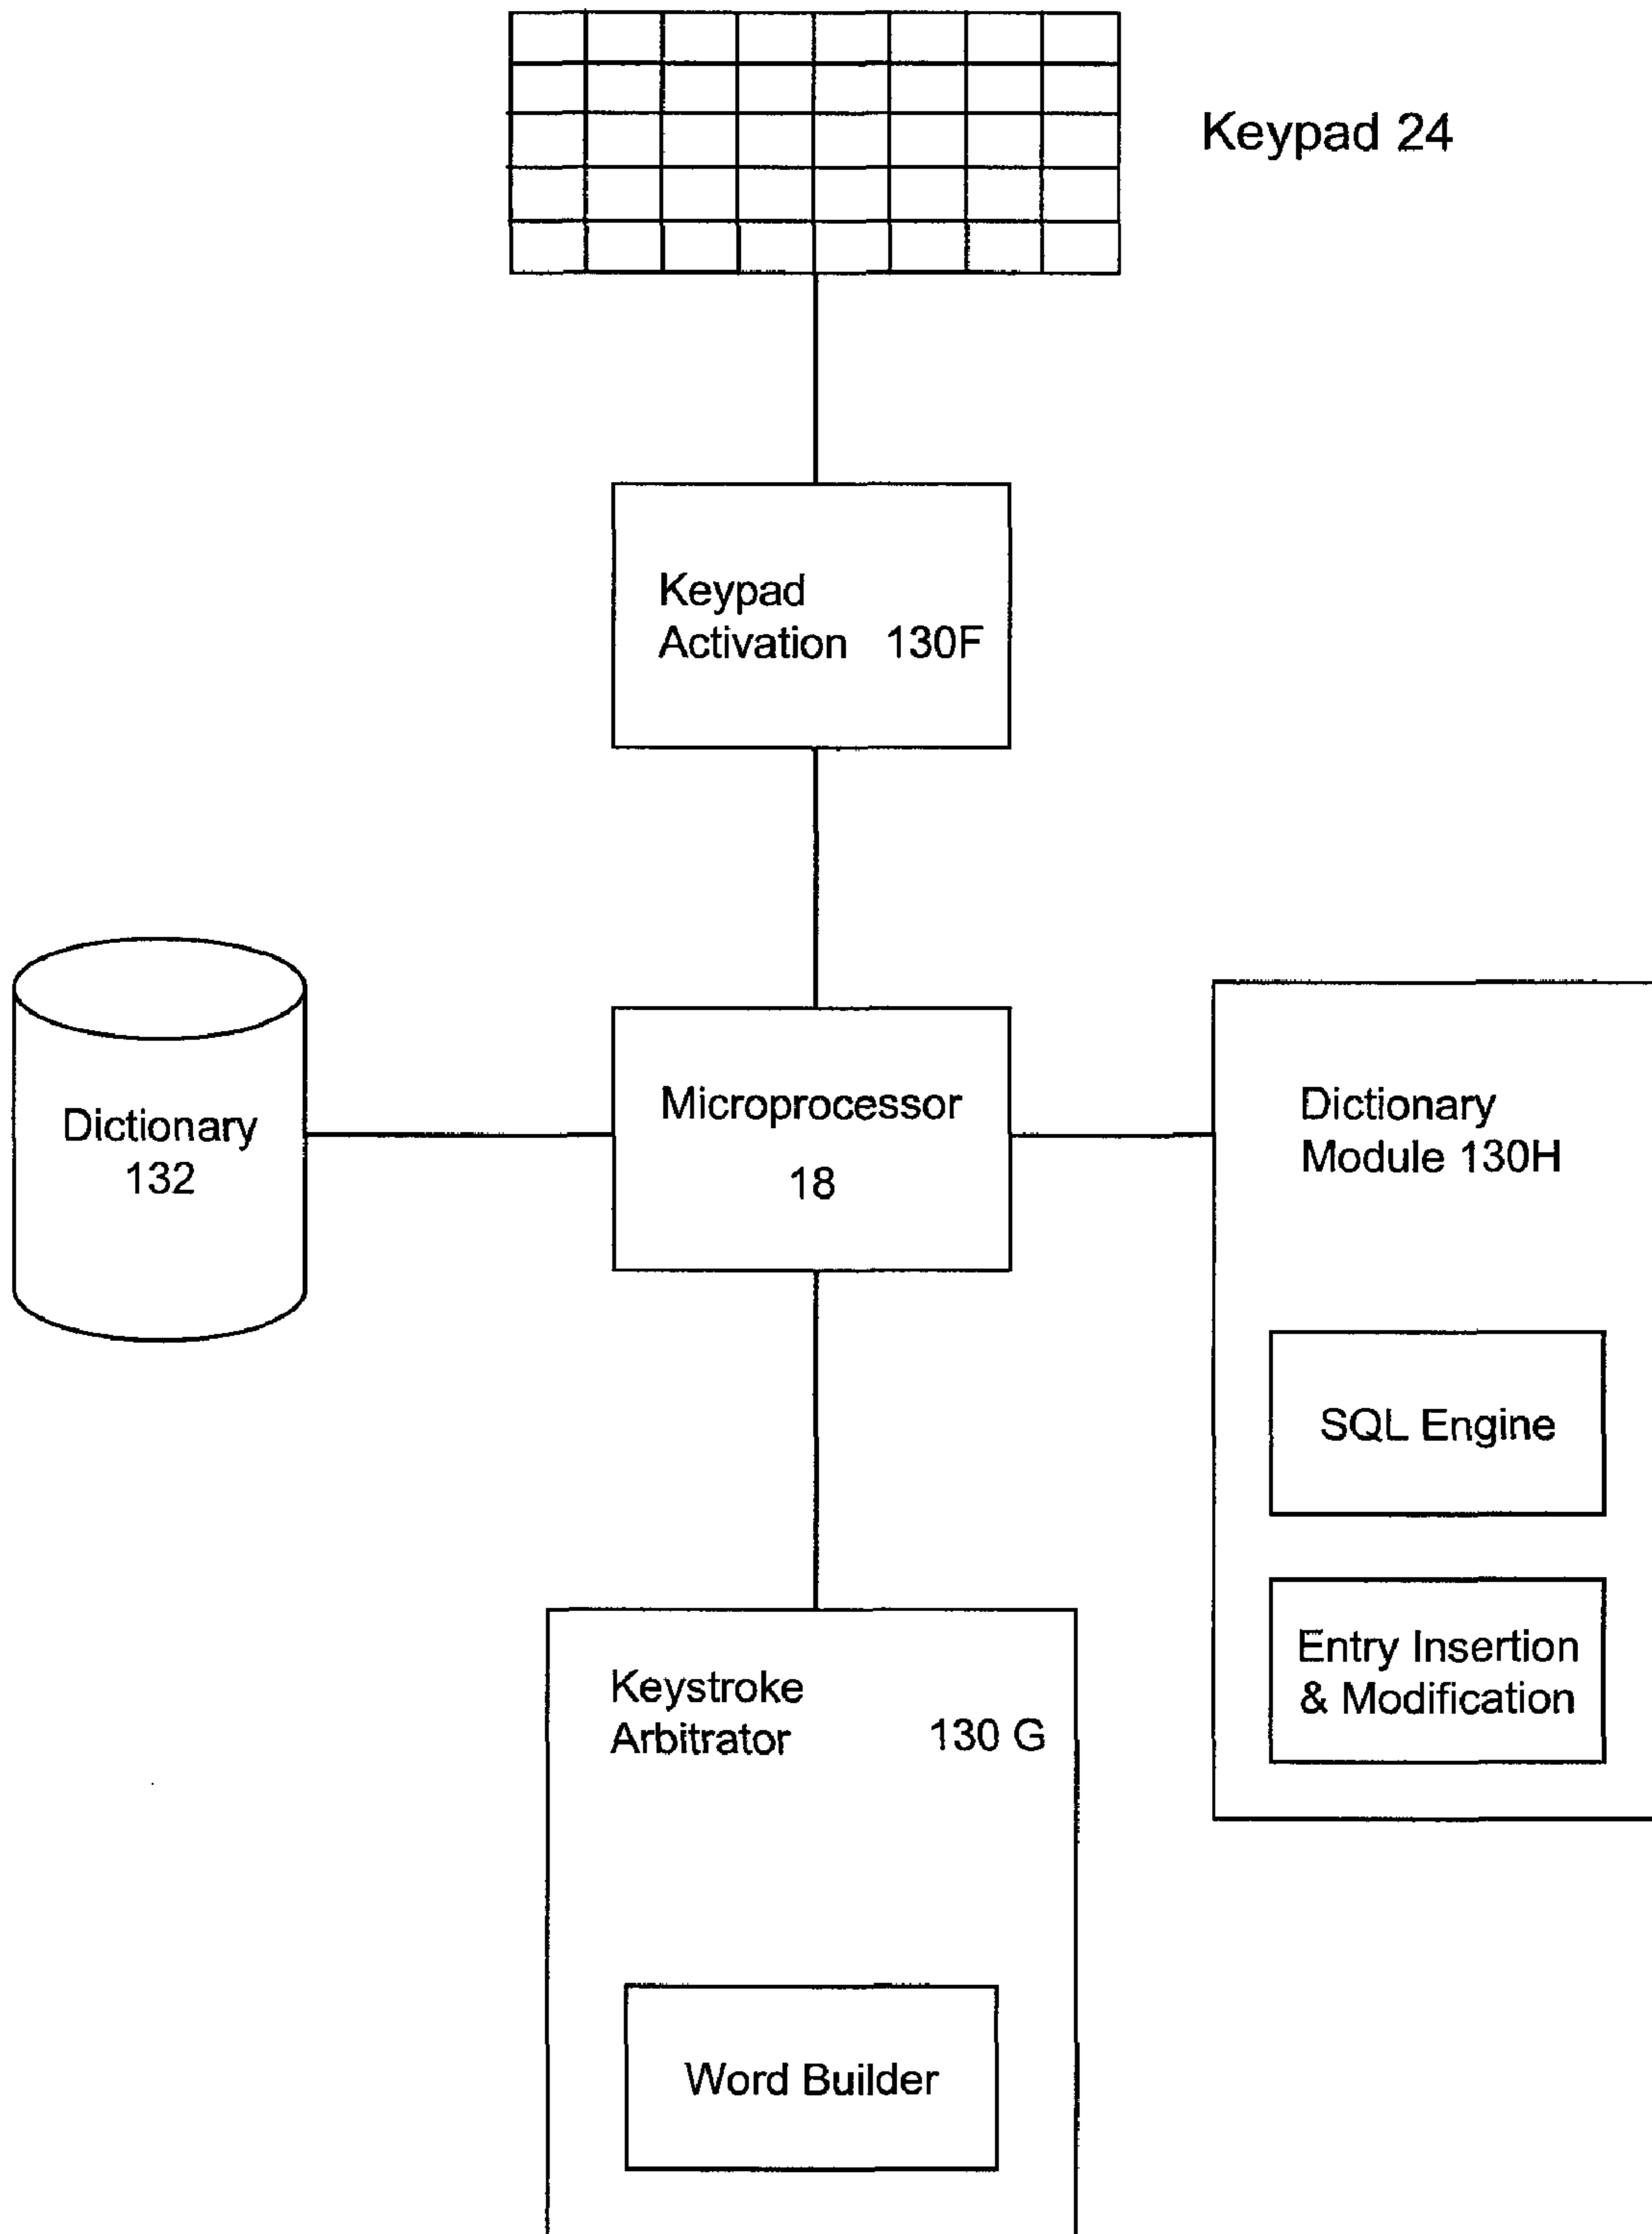 Keypad 24
Keypad
Activation 130F
Dictionary
132
Microprocessor
18
Dictionary
Module 130H
SQL Engine
Entry Insertion
& Modification
Keystroke
Arbitrator 130 G
Word Builder